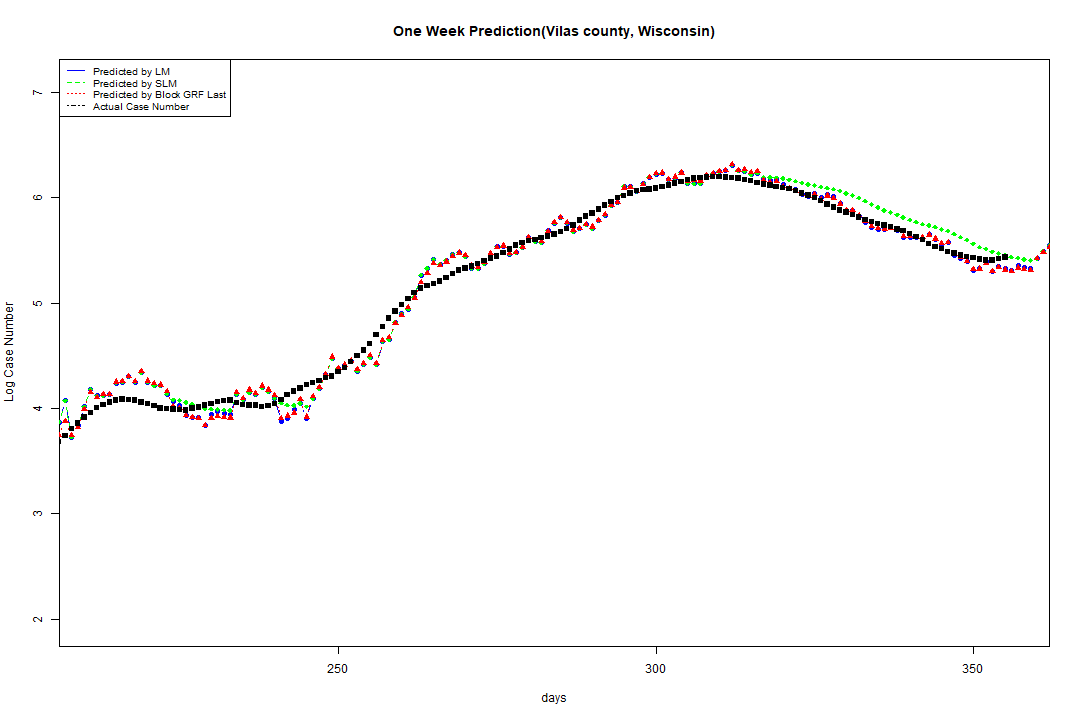 One Week Prediction(Vilas county, Wisconsin)
Predicted by LM
Predicted by SLM
Predicted by Block GRF Last
Actual Case Number
7
6
5
4
3
2
Log Case Number
250
300
350
days